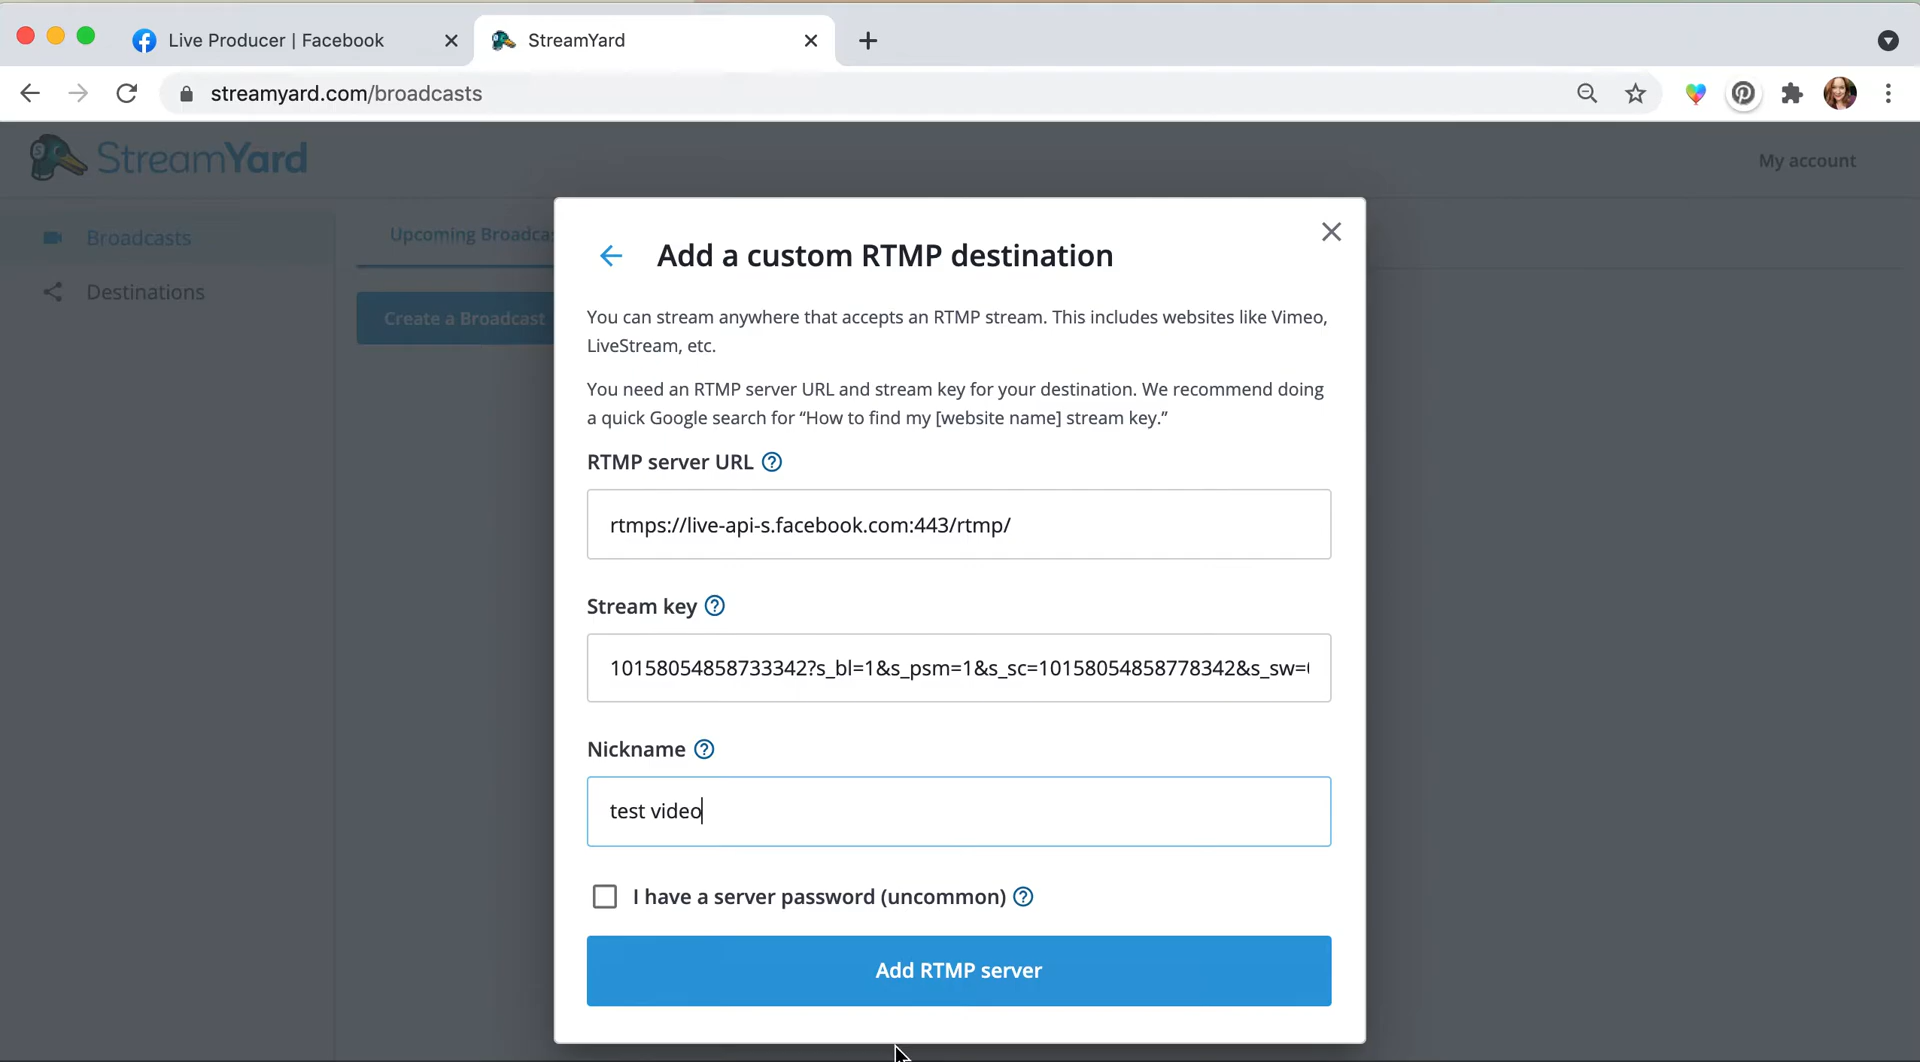 Live Producer | Facebook
StreamYard
streamyard.com/broadcasts
StreamYard
My account
Broadcasts
Destinations
Upcoming Broadcas
Create a Broadcast
Add a custom RTMP destination
You can stream anywhere that accepts an RTMP stream. This includes websites like Vimeo,
LiveStream, etc.
You need an RTMP server URL and stream key for your destination. We recommend doing
a quick Google search for “How to find my [website name] stream key.”
RTMP server URL ?
rtmps://live-api-s.facebook.com:443/rtmp/
Stream key ?
10158054858733342?s_bl=1&s_psm=1&s_sc=10158054858778342&s_sw=
Nickname ?
test video
I have a server password (uncommon) ?
Add RTMP server